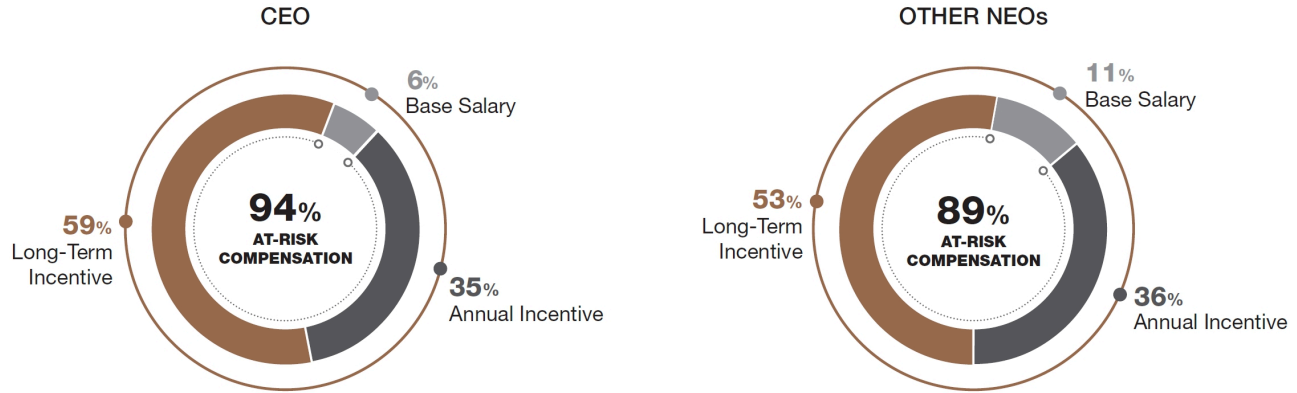 CEO
6%
Base Salary
94%
AT-RISK
COMPENSATION
59%
Long-Term
Incentive
35%
Annual Incentive
OTHER NEOs
11%
Base Salary
53%
Long-Term
Incentive
89%
AT-RISK
COMPENSATION
36%
Annual Incentive